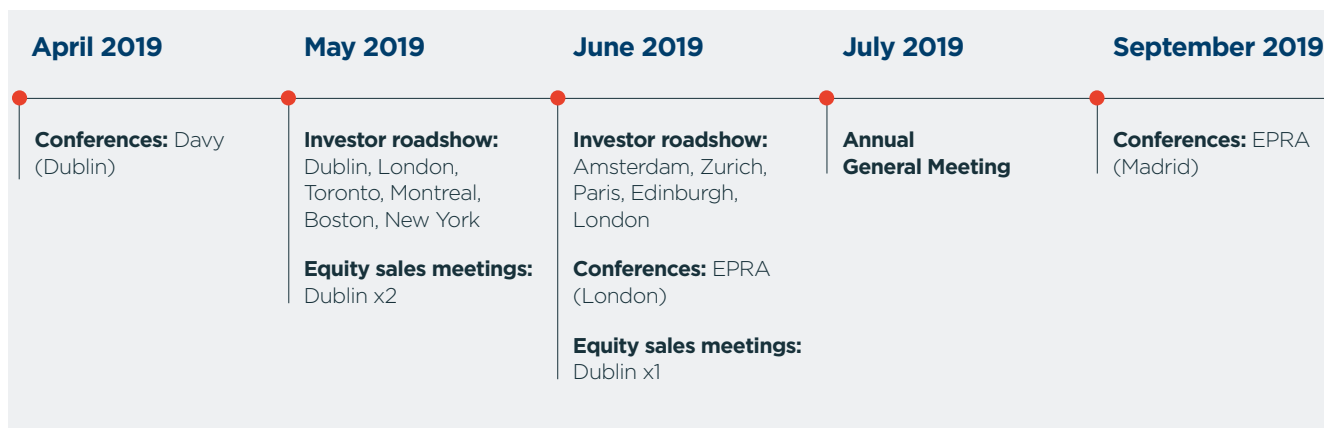 April 2019
Conferences: Davy
(Dublin)
May 2019
Investor roadshow:
Dublin, London,
Toronto, Montreal,
Boston, New York
Equity sales meetings:
Dublin x2
June 2019
Investor roadshow:
Amsterdam, Zurich,
Paris, Edinburgh,
London
Conferences: EPRA
(London)
Equity sales meetings:
Dublin x1
July 2019
Annual
General Meeting
September 2019
Conferences: EPRA
(Madrid)